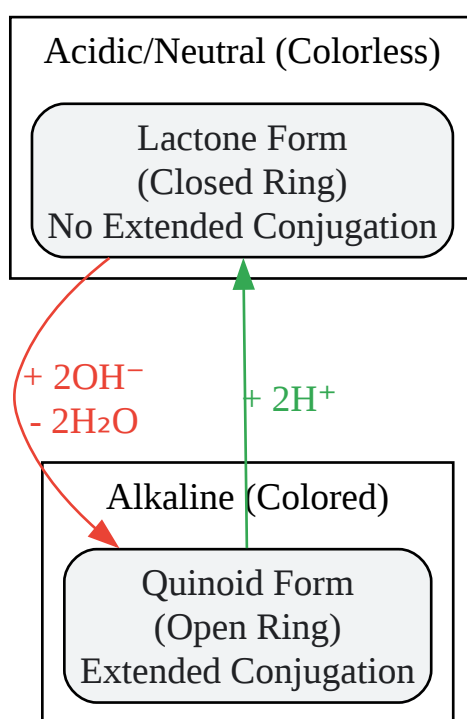 Acidic/Neutral (Colorless)
Lactone Form
(Closed Ring)
No Extended Conjugation
+ 2OH⁻
- 2H₂O
+ 2H⁺
Alkaline (Colored)
Quinoid Form
(Open Ring)
Extended Conjugation